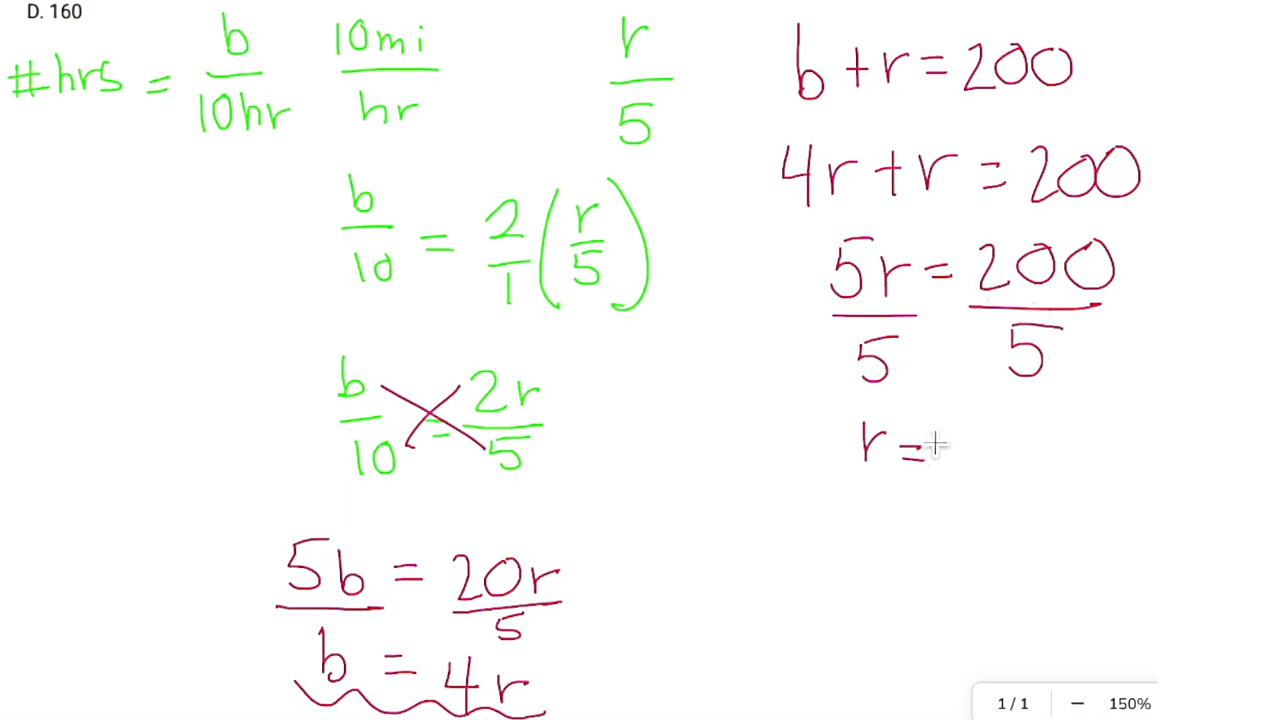 D. 160
#hrs = b/10hr 10mi/hr r/5
b/10 = 2/1 (r/5)
b/10 = 2r/5
5b = 20r/5
b = 4r
b + r = 200
4r + r = 200
5r/5 = 200/5
r =
1 / 1 − 150%